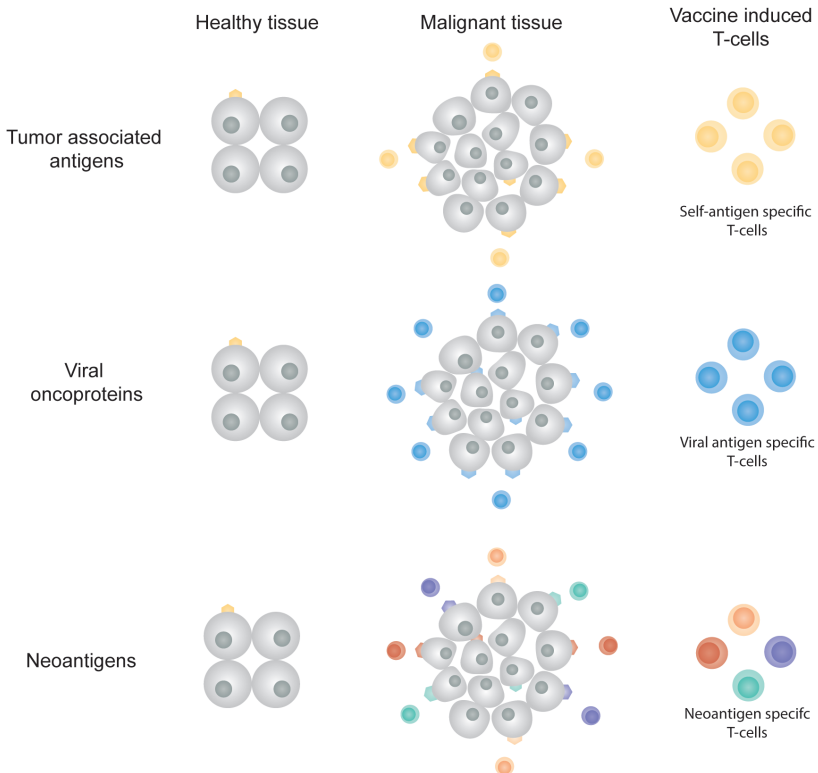 Healthy tissue
Malignant tissue
Vaccine induced
T-cells
Tumor associated
antigens
Self-antigen specific
T-cells
Viral
oncoproteins
Viral antigen specific
T-cells
Neoantigens
Neoantigen specifc
T-cells